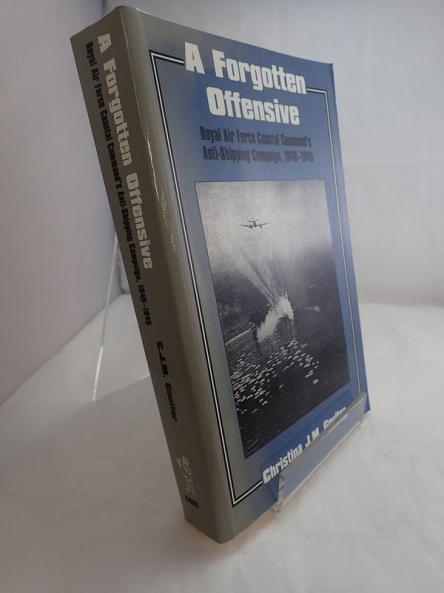 A Forgotten
Offensive
Royal Air Force Coastal Command's
Anti-Shipping Campaign, 1940–1945
Christina J.M. Goulter
A Forgotten Offensive
Royal Air Force Coastal Command's Anti-Shipping Campaign, 1940–1945
C.J.M. Goulter